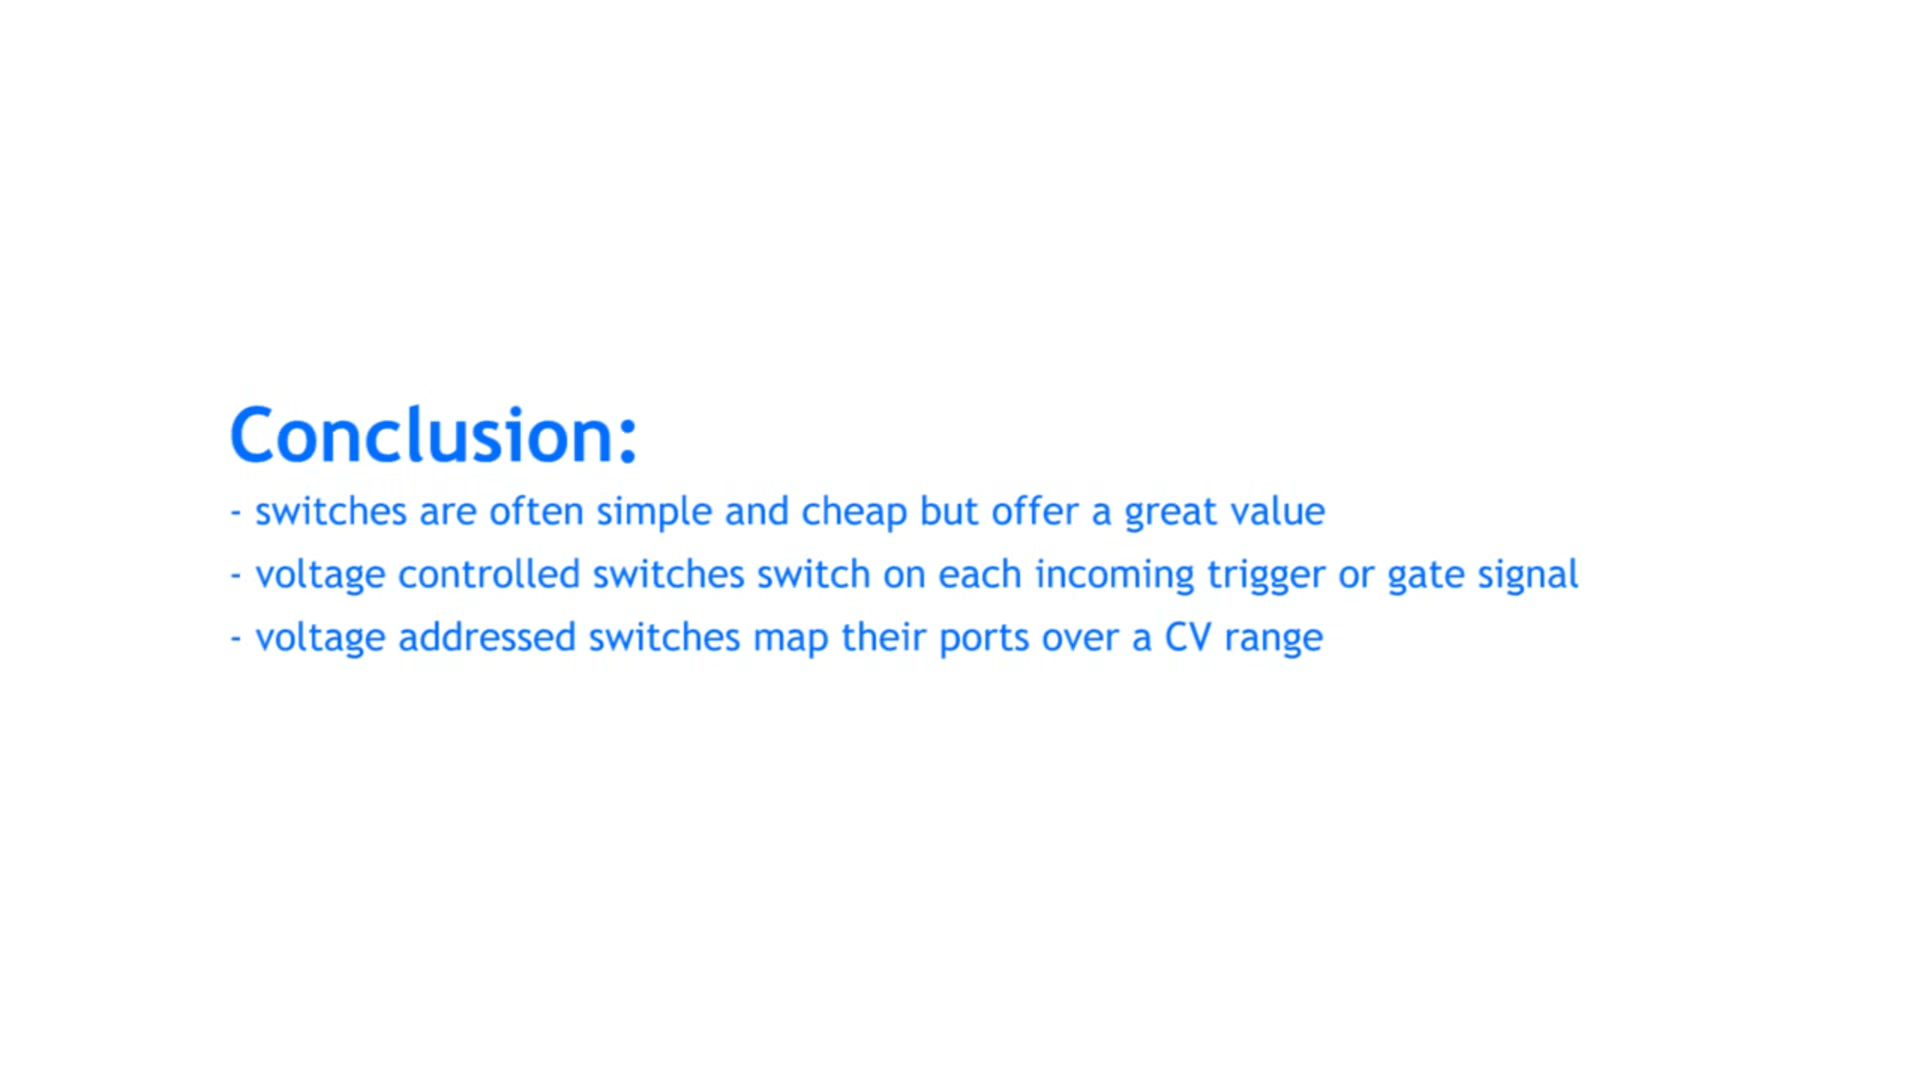 Conclusion:
- switches are often simple and cheap but offer a great value
- voltage controlled switches switch on each incoming trigger or gate signal
- voltage addressed switches map their ports over a CV range